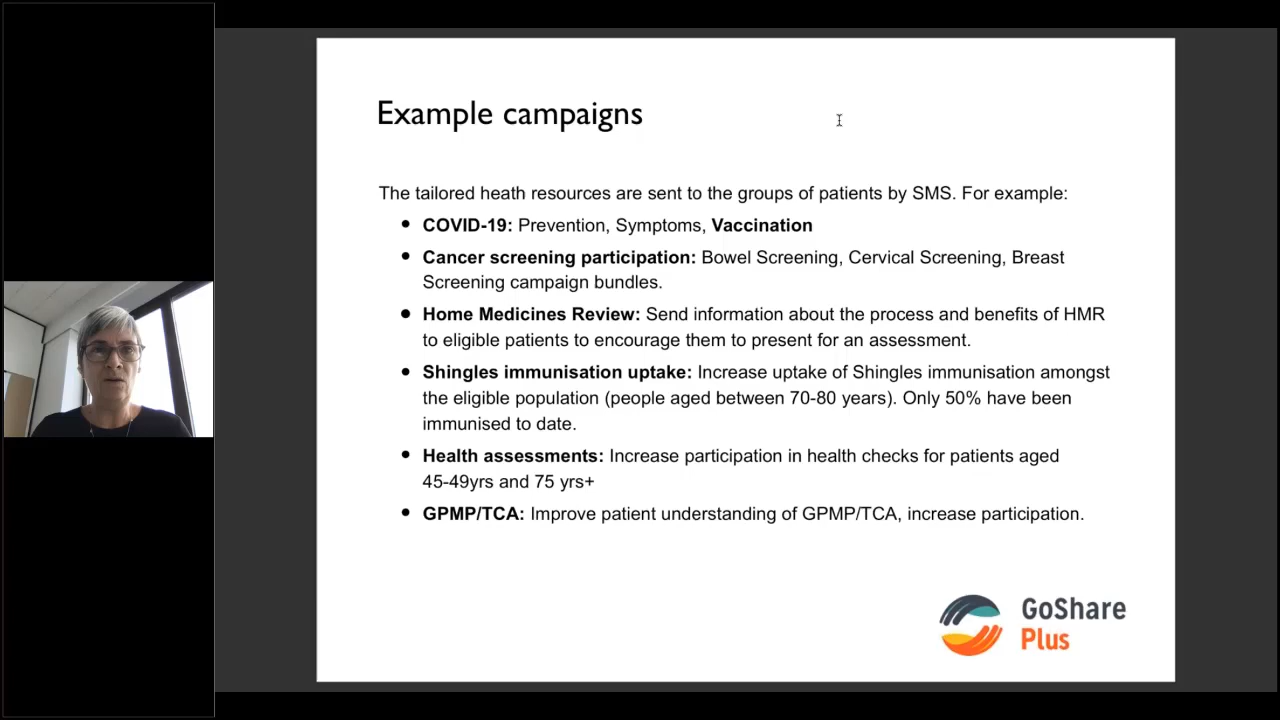 Example campaigns
The tailored heath resources are sent to the groups of patients by SMS. For example:
● COVID-19: Prevention, Symptoms, Vaccination
● Cancer screening participation: Bowel Screening, Cervical Screening, Breast
Screening campaign bundles.
● Home Medicines Review: Send information about the process and benefits of HMR
to eligible patients to encourage them to present for an assessment.
● Shingles immunisation uptake: Increase uptake of Shingles immunisation amongst
the eligible population (people aged between 70-80 years). Only 50% have been
immunised to date.
● Health assessments: Increase participation in health checks for patients aged
45-49yrs and 75 yrs+
● GPMP/TCA: Improve patient understanding of GPMP/TCA, increase participation.
GoShare
Plus